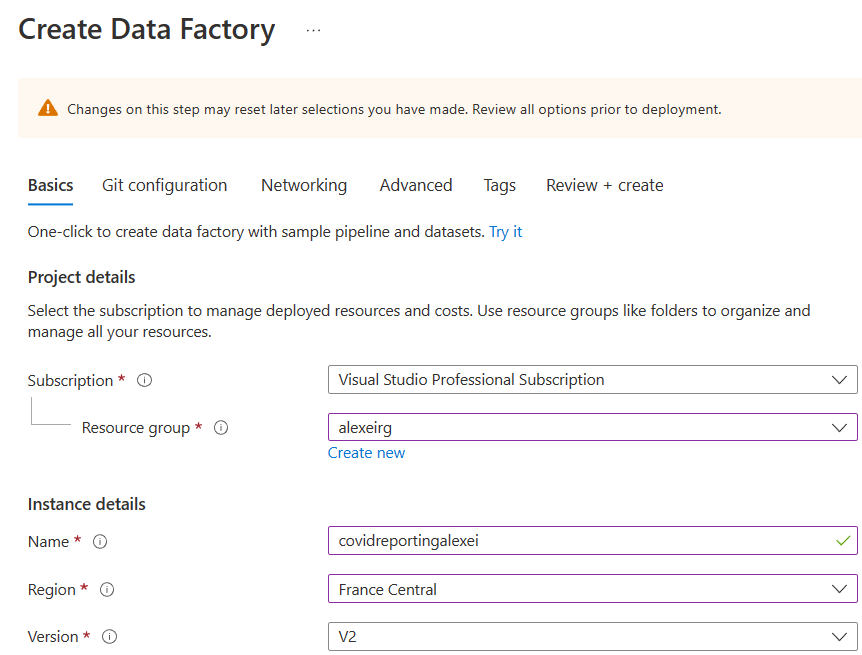 Create Data Factory ...
Changes on this step may reset later selections you have made. Review all options prior to deployment.
Basics Git configuration Networking Advanced Tags Review + create
One-click to create data factory with sample pipeline and datasets. Try it
Project details
Select the subscription to manage deployed resources and costs. Use resource groups like folders to organize and
manage all your resources.
Subscription * Visual Studio Professional Subscription
Resource group * alexeirg
Create new
Instance details
Name * covidreportingalexei
Region * France Central
Version * V2